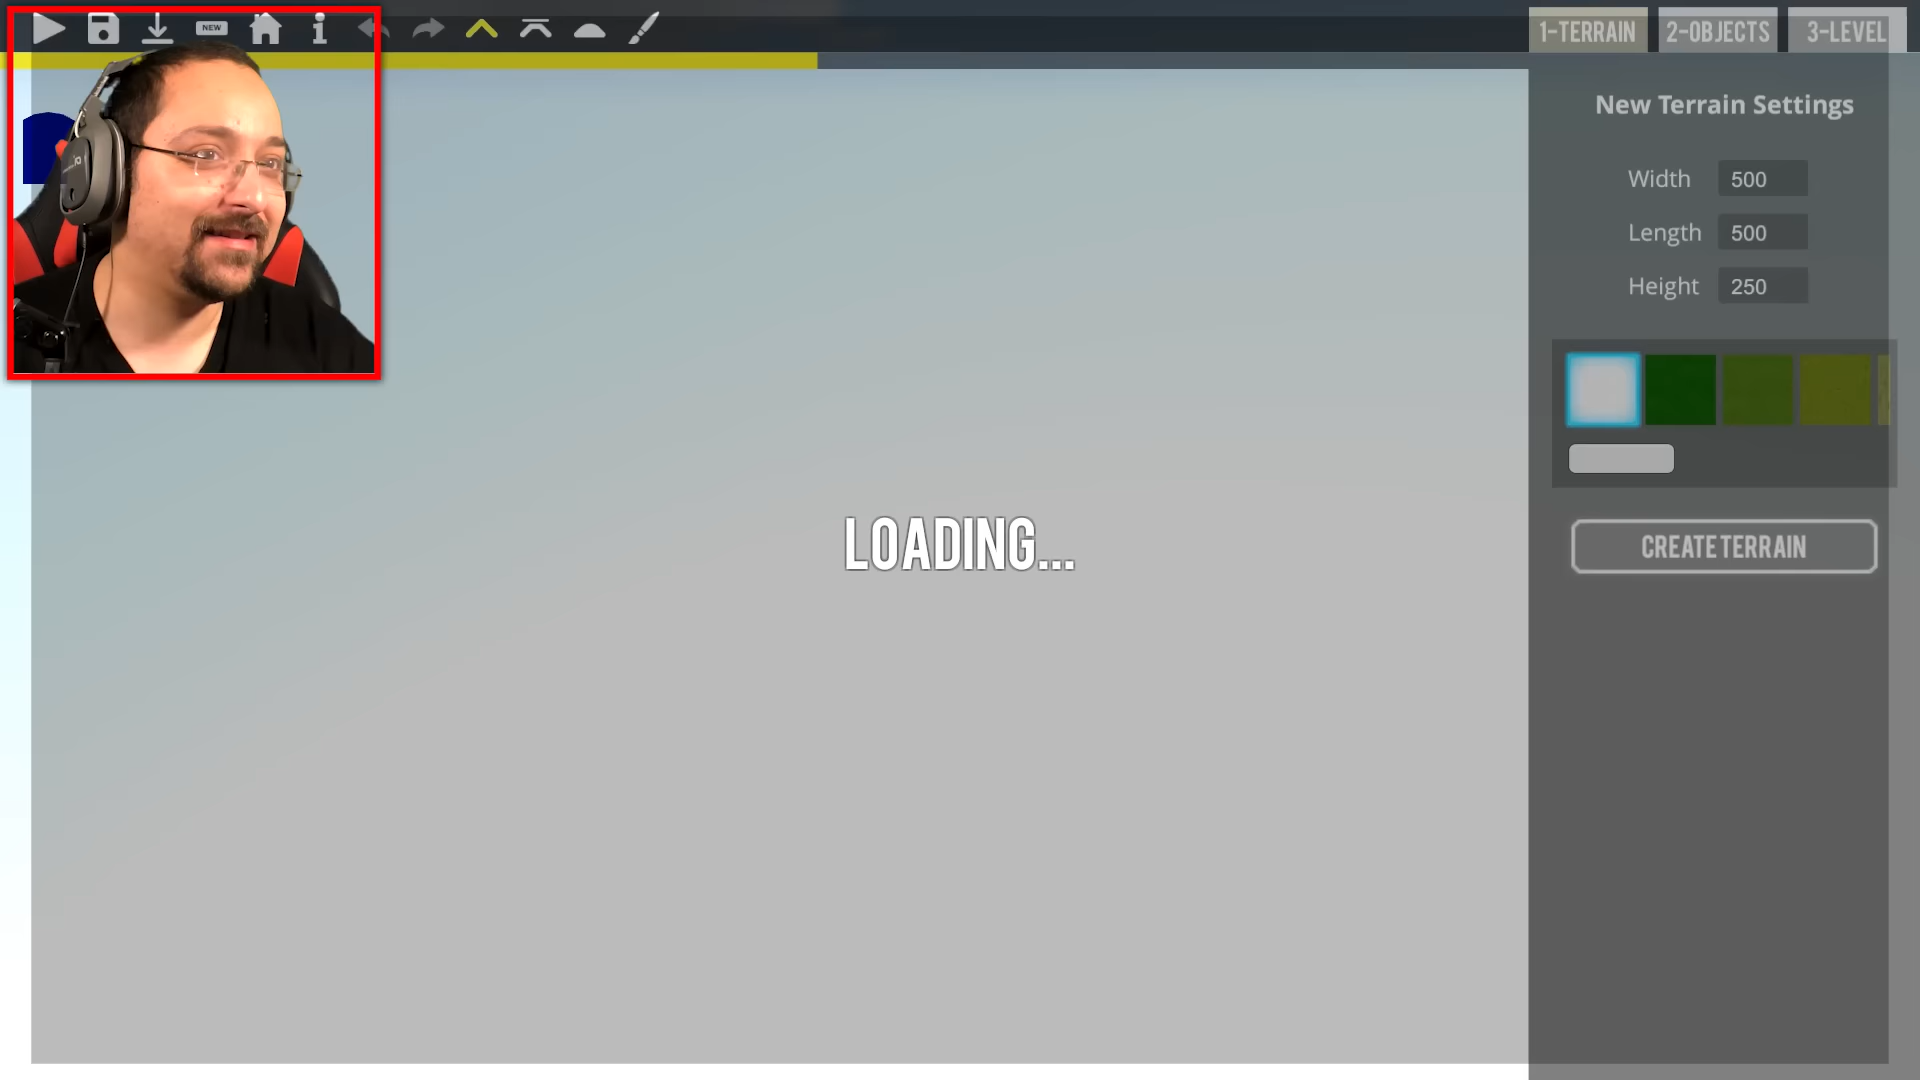 NEW
1-TERRAIN
2-OBJECTS
3-LEVEL
New Terrain Settings
Width 500
Length 500
Height 250
LOADING...
CREATE TERRAIN